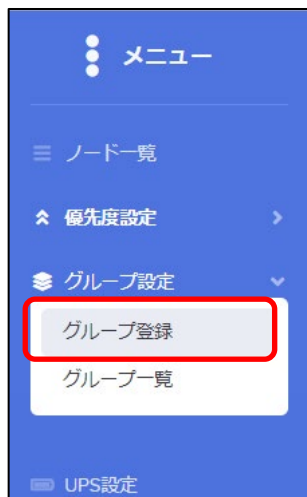 メニュー
ノード一覧
優先度設定
グループ設定
グループ登録
グループ一覧
UPS設定